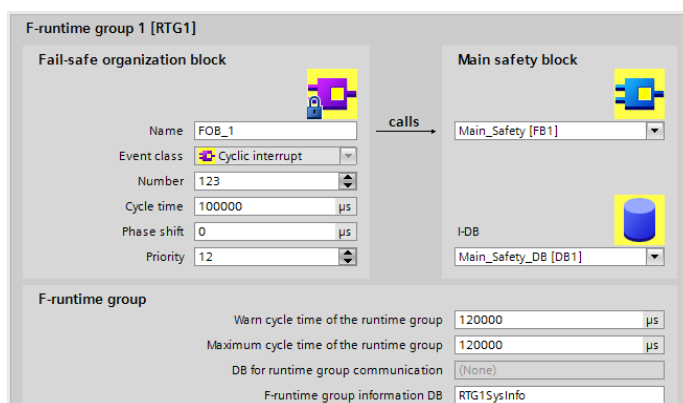 F-runtime group 1 [RTG1]
Fail-safe organization block
Main safety block
calls
Name FOB_1
Main_Safety [FB1]
Event class Cyclic interrupt
Number 123
Cycle time 100000 µs
Phase shift 0 µs
I-DB
Priority 12
Main_Safety_DB [DB1]
F-runtime group
Warn cycle time of the runtime group 120000 µs
Maximum cycle time of the runtime group 120000 µs
DB for runtime group communication (None)
F-runtime group information DB RTG1SysInfo